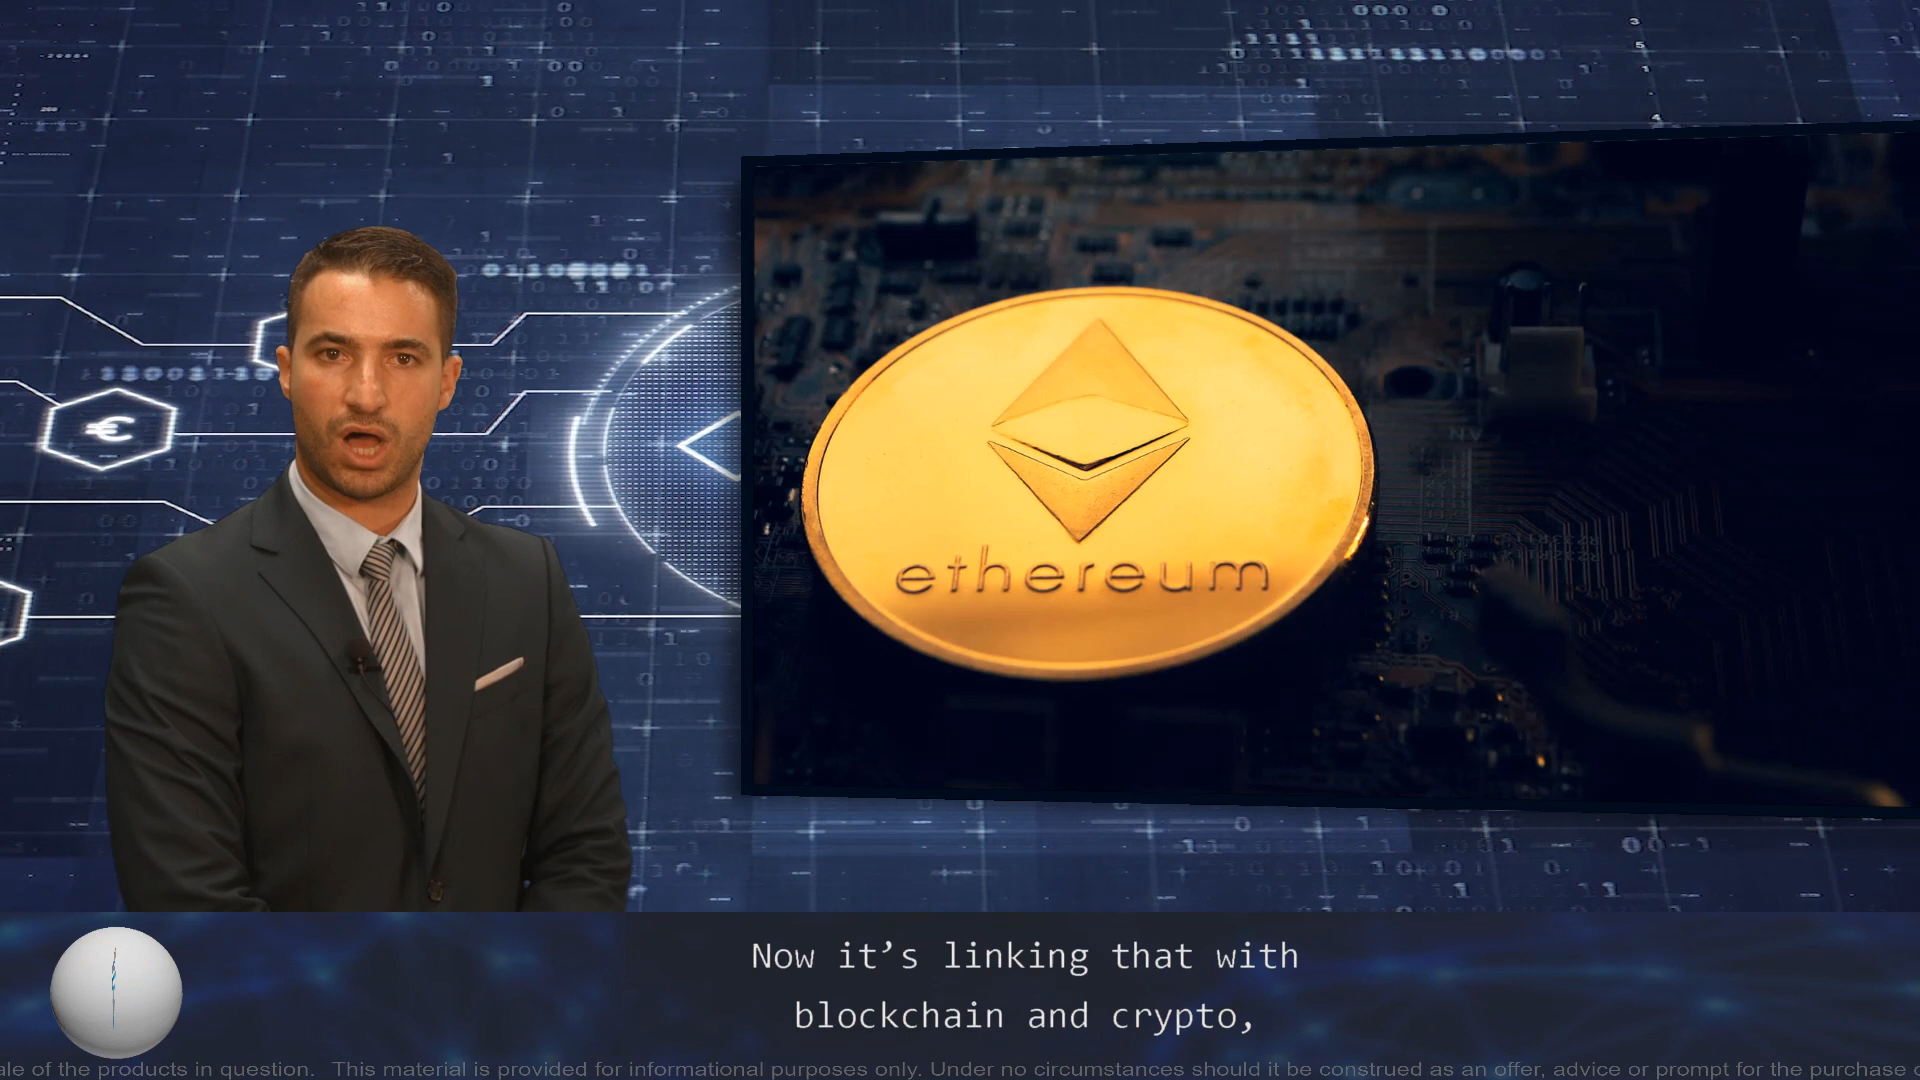 ethereum
Now it’s linking that with
blockchain and crypto,
ale of the products in question. This material is provided for informational purposes only. Under no circumstances should it be construed as an offer, advice or prompt for the purchase